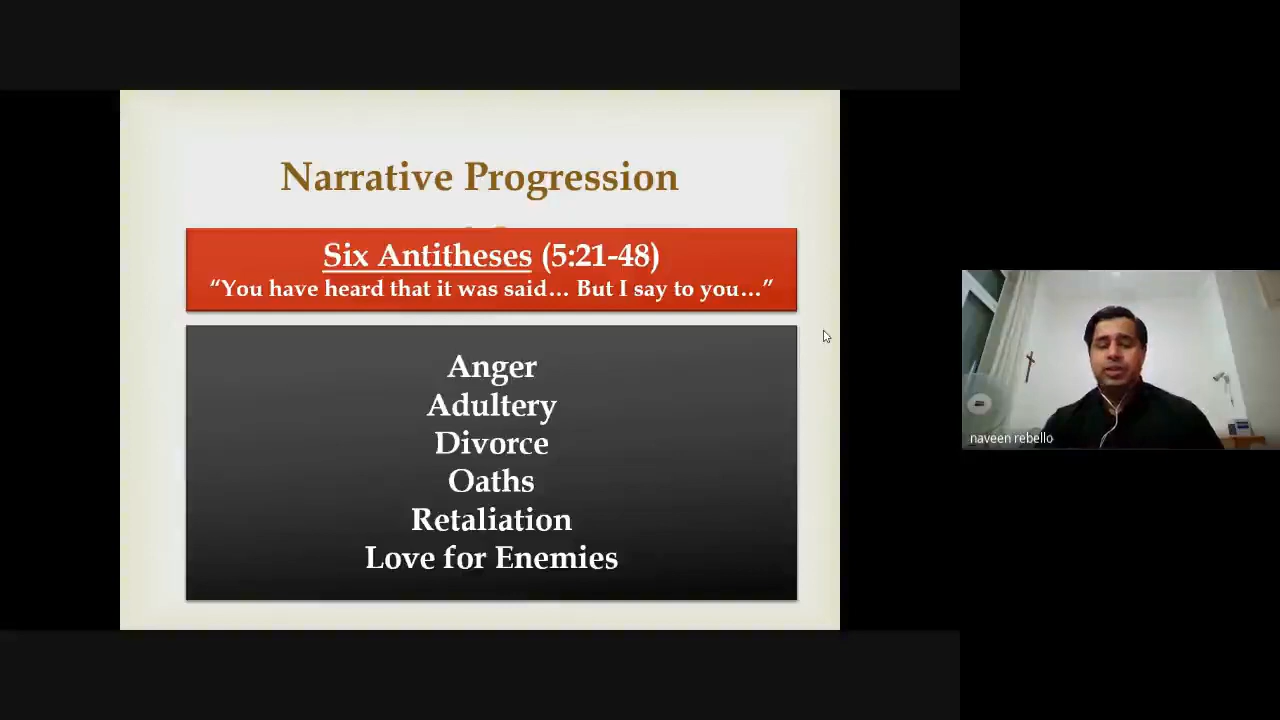 Narrative Progression
Six Antitheses (5:21-48)
“You have heard that it was said… But I say to you…”
Anger
Adultery
Divorce
Oaths
Retaliation
Love for Enemies
naveen rebello